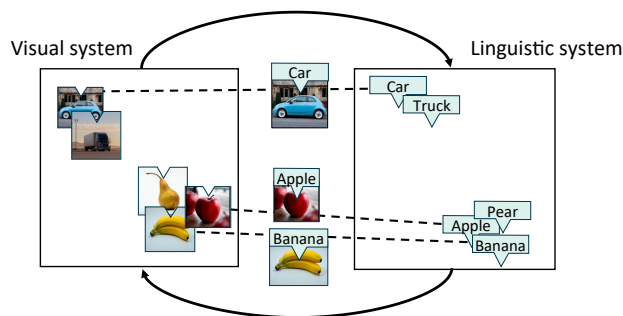 Visual system
Linguistic system
Car
Car
Truck
Apple
Pear
Apple
Banana
Banana